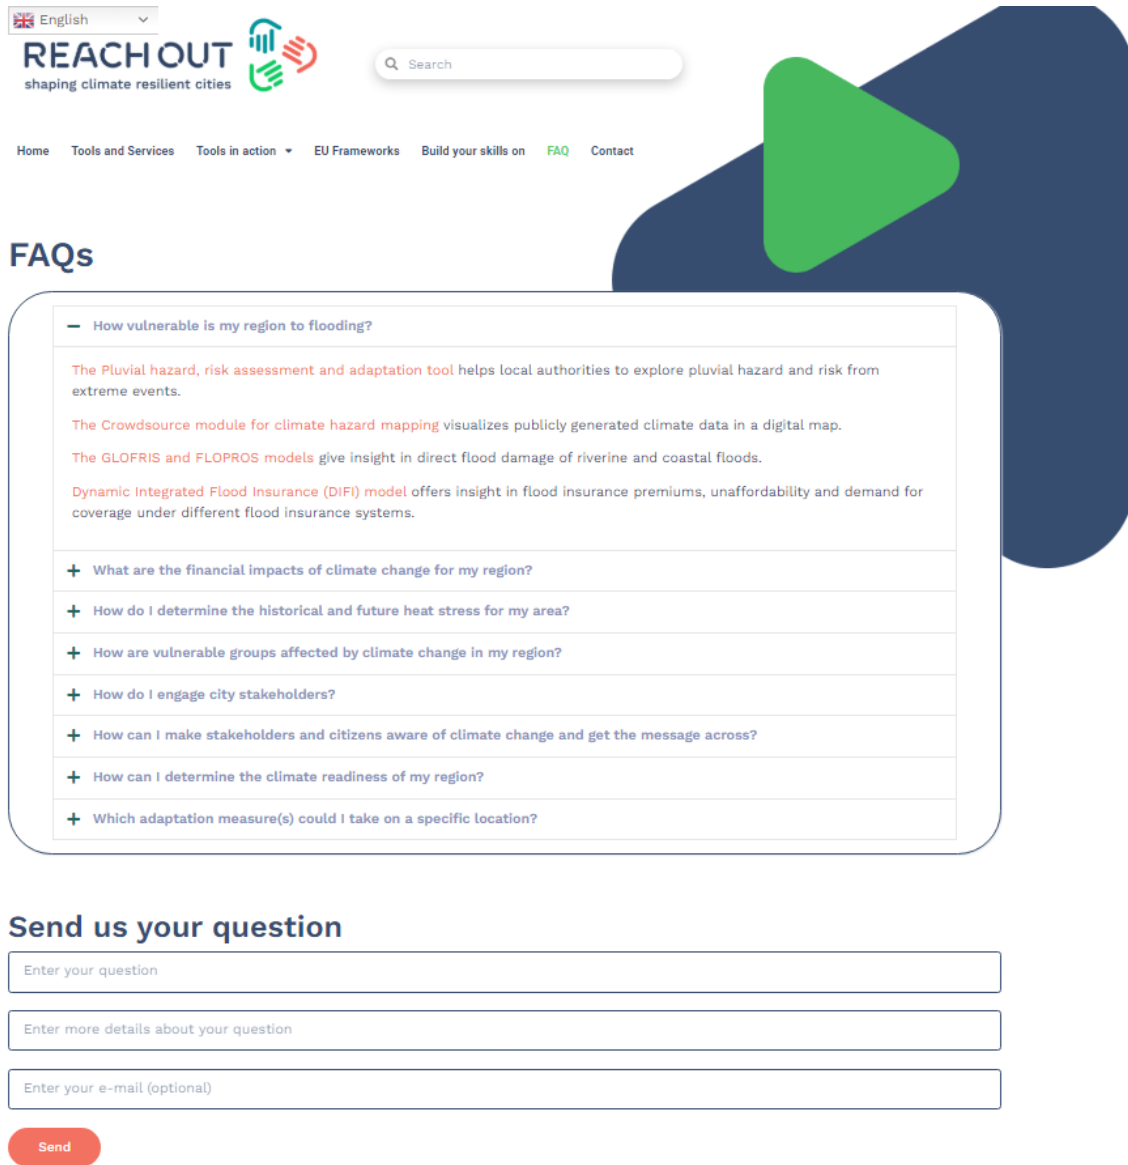 English
REACHOUT
shaping climate resilient cities
Search
Home Tools and Services Tools in action EU Frameworks Build your skills on FAQ Contact
FAQs
How vulnerable is my region to flooding?
The Pluvial hazard, risk assessment and adaptation tool helps local authorities to explore pluvial hazard and risk from
extreme events.
The Crowdsource module for climate hazard mapping visualizes publicly generated climate data in a digital map.
The GLOFRIS and FLOPROS models give insight in direct flood damage of riverine and coastal floods.
Dynamic Integrated Flood Insurance (DIFI) model offers insight in flood insurance premiums, unaffordability and demand for
coverage under different flood insurance systems.
What are the financial impacts of climate change for my region?
How do I determine the historical and future heat stress for my area?
How are vulnerable groups affected by climate change in my region?
How do I engage city stakeholders?
How can I make stakeholders and citizens aware of climate change and get the message across?
How can I determine the climate readiness of my region?
Which adaptation measure(s) could I take on a specific location?
Send us your question
Enter your question
Enter more details about your question
Enter your e-mail (optional)
Send